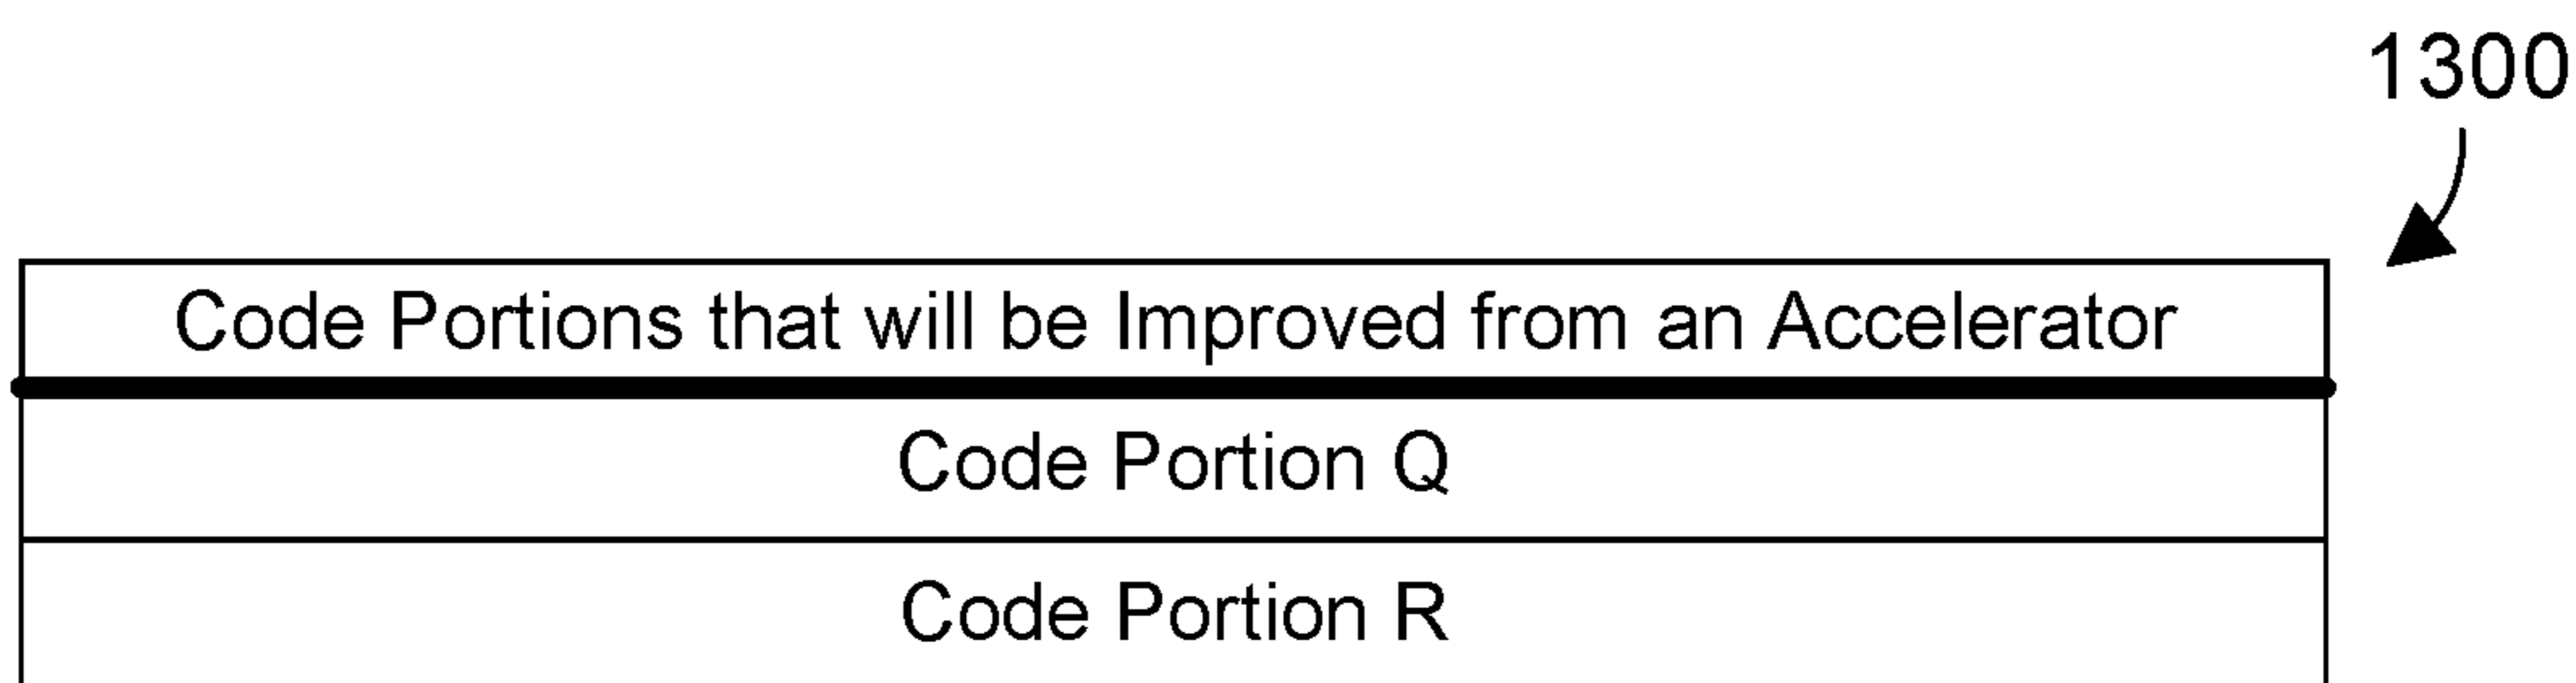 1300
Code Portions that will be Improved from an Accelerator
Code Portion Q
Code Portion R